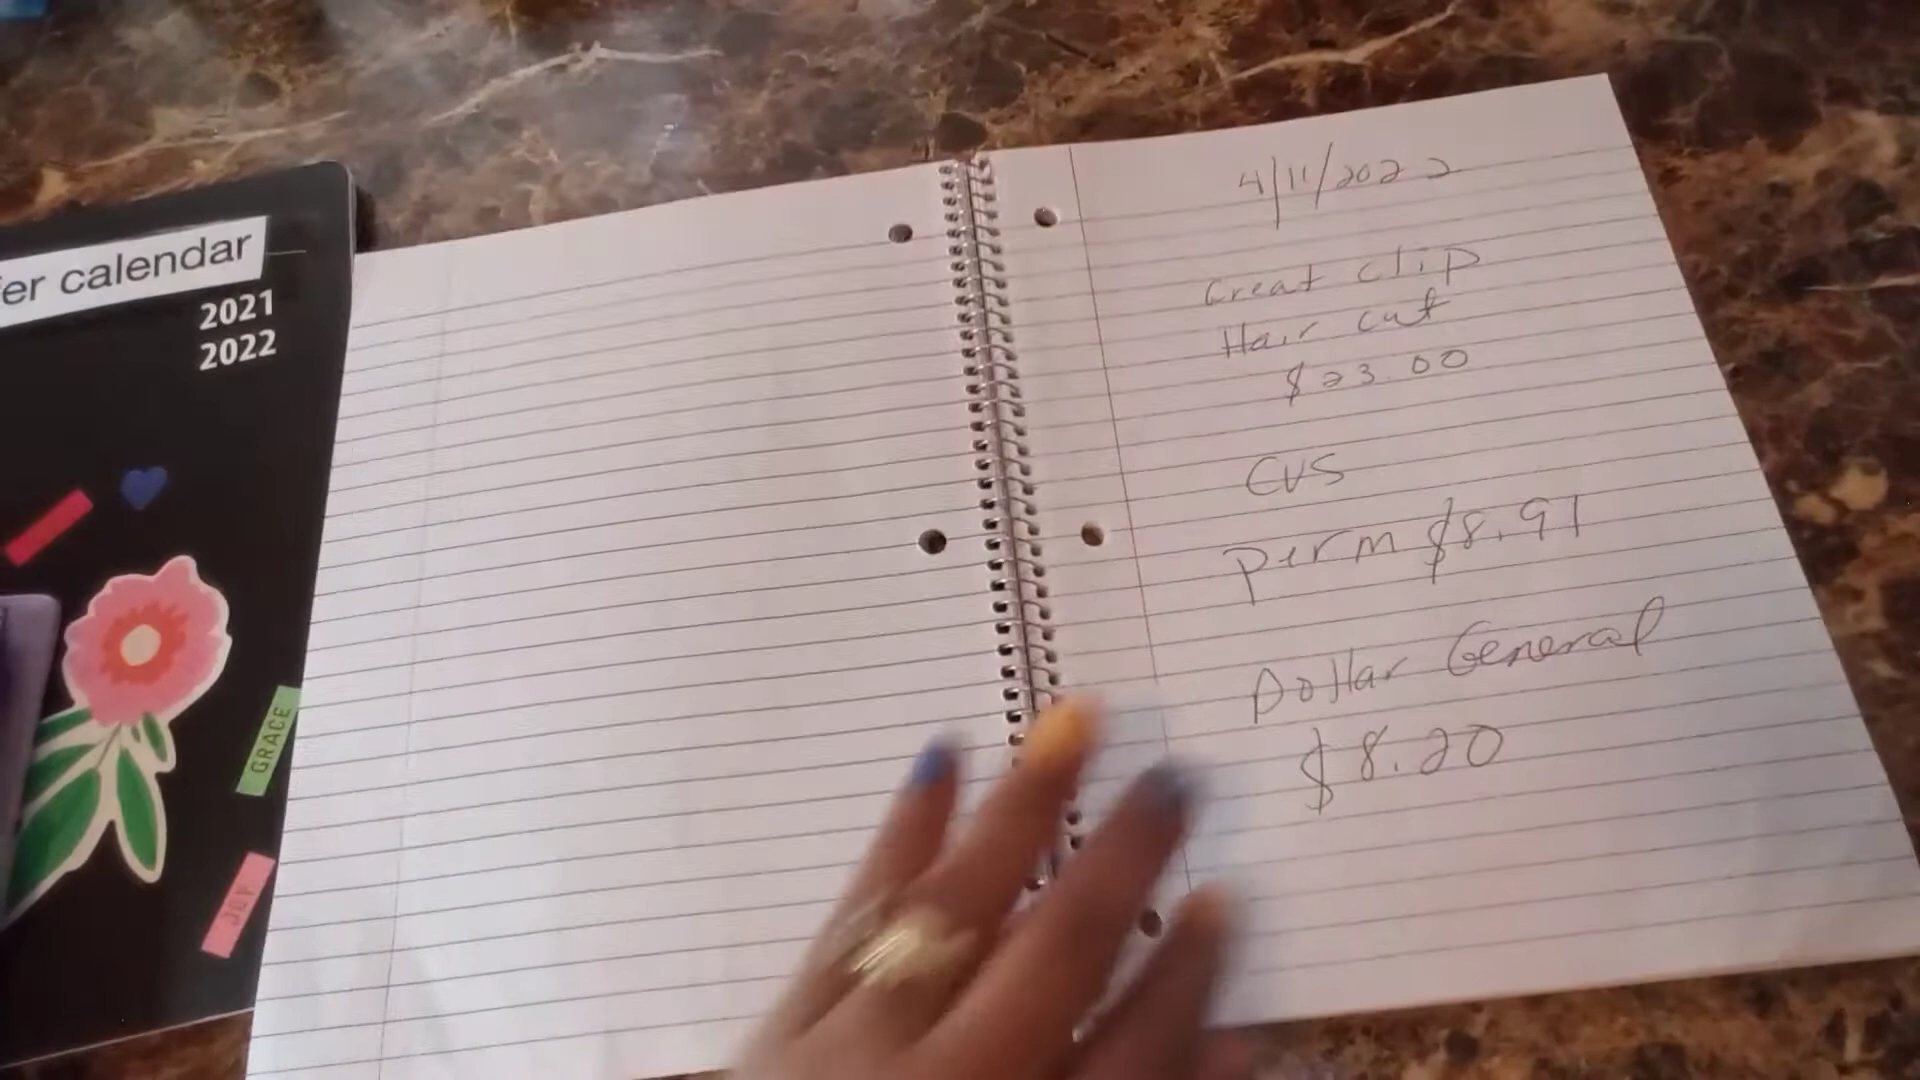 er calendar
2021
2022
GRACE
JOY
4/11/2022
Great clip
Hair cut
$23.00
CVS
perm $8.91
Dollar General
$8.20